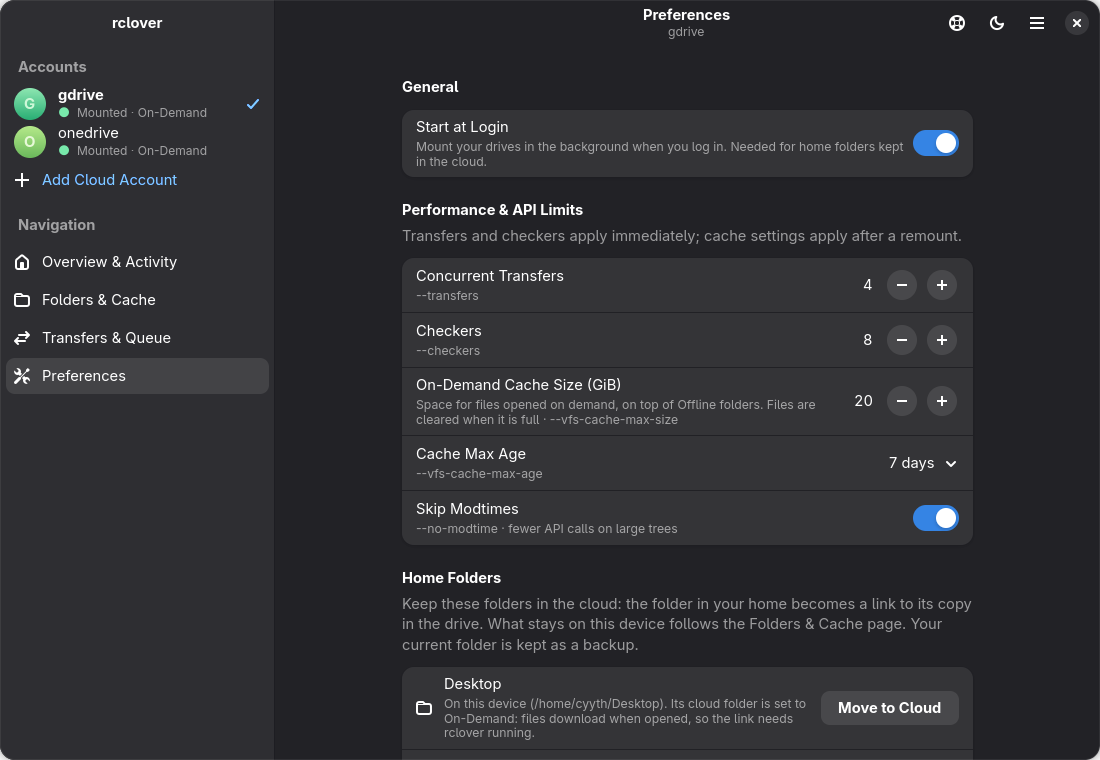 rclover
Preferences
gdrive
Accounts
G
gdrive
Mounted · On-Demand
O
onedrive
Mounted · On-Demand
Add Cloud Account
Navigation
Overview & Activity
Folders & Cache
Transfers & Queue
Preferences
General
Start at Login
Mount your drives in the background when you log in. Needed for home folders kept
in the cloud.
Performance & API Limits
Transfers and checkers apply immediately; cache settings apply after a remount.
Concurrent Transfers
--transfers
4
Checkers
--checkers
8
On-Demand Cache Size (GiB)
Space for files opened on demand, on top of Offline folders. Files are
cleared when it is full · --vfs-cache-max-size
20
Cache Max Age
--vfs-cache-max-age
7 days
Skip Modtimes
--no-modtime · fewer API calls on large trees
Home Folders
Keep these folders in the cloud: the folder in your home becomes a link to its copy
in the drive. What stays on this device follows the Folders & Cache page. Your
current folder is kept as a backup.
Desktop
On this device (/home/cyyth/Desktop). Its cloud folder is set to
On-Demand: files download when opened, so the link needs
rclover running.
Move to Cloud